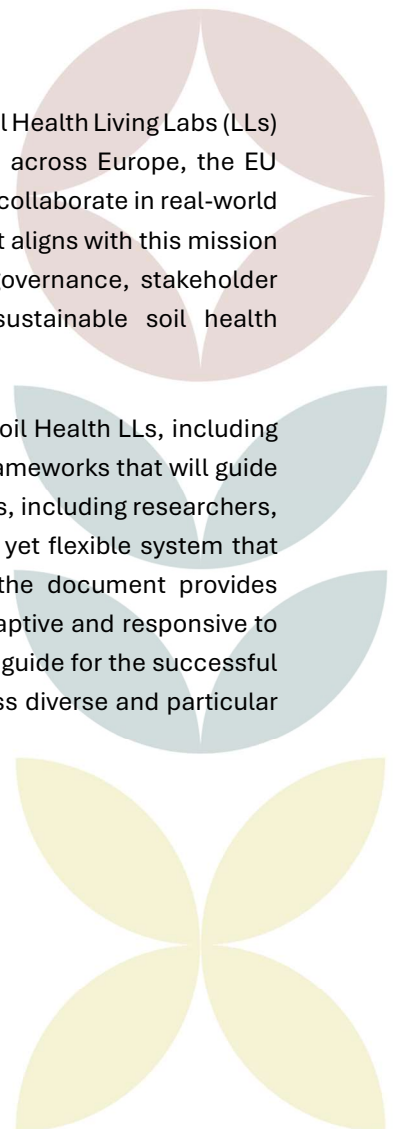 l Health Living Labs (LLs)
across Europe, the EU
collaborate in real-world
t aligns with this mission
governance, stakeholder
sustainable soil health
oil Health LLs, including
ameworks that will guide
s, including researchers,
yet flexible system that
the document provides
aptive and responsive to
guide for the successful
ss diverse and particular